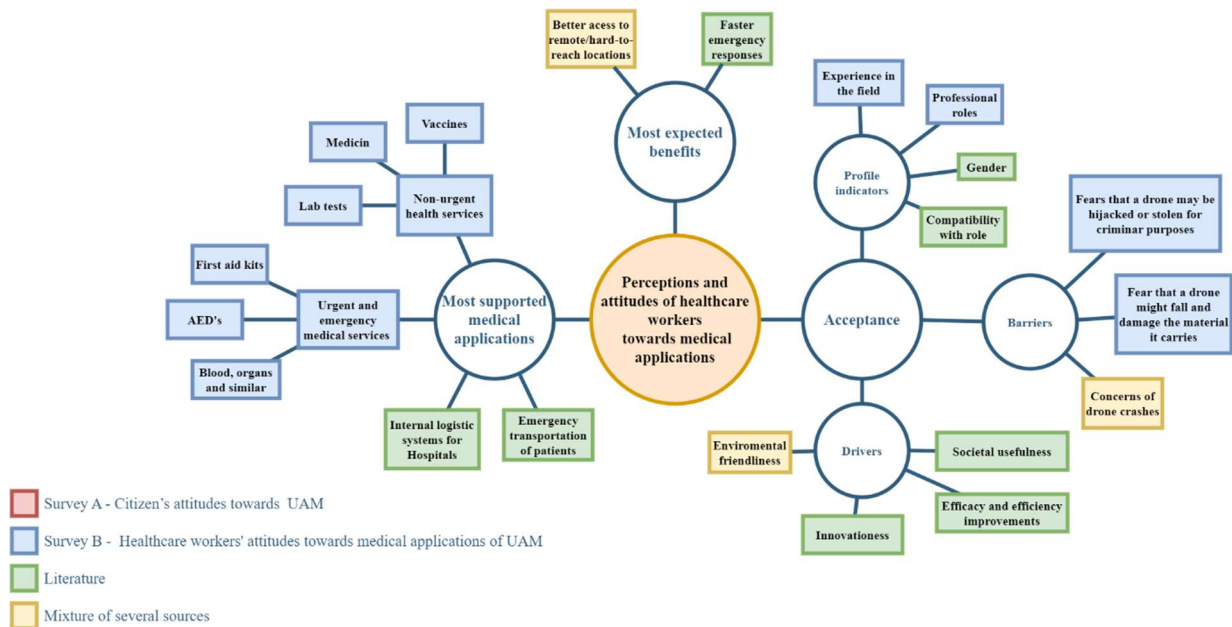 Better acess to
remote/hard-to-
reach locations
Faster
emergency
responses
Most expected
benefits
Experience in
the field
Professional
roles
Profile
indicators
Gender
Compatibility
with role
Vaccines
Medicin
Lab tests
Non-urgent
health services
First aid kits
AED's
Blood, organs
and similar
Urgent and
emergency
medical services
Most supported
medical
applications
Internal logistic
systems for
Hospitals
Emergency
transportation
of patients
Perceptions and
attitudes of healthcare
workers
towards medical
applications
Acceptance
Barriers
Fears that a drone may be
hijacked or stolen for
criminar purposes
Fear that a drone
might fall and
damage the material
it carries
Concerns of
drone crashes
Drivers
Enviromental
friendliness
Societal usefulness
Efficacy and efficiency
improvements
Innovationess
Survey A - Citizen's attitudes towards UAM
Survey B - Healthcare workers' attitudes towards medical applications of UAM
Literature
Mixture of several sources